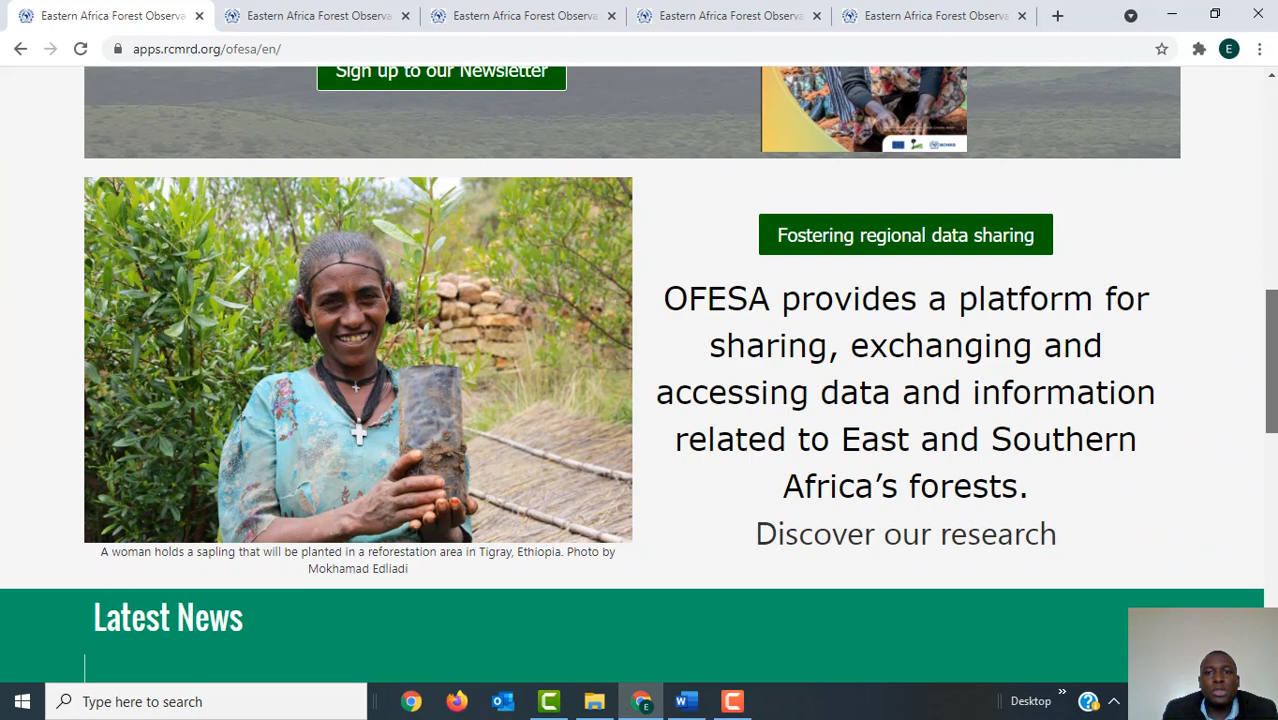 Eastern Africa Forest Observa
Eastern Africa Forest Observa
Eastern Africa Forest Observa
Eastern Africa Forest Observa
Eastern Africa Forest Observa
apps.rcmrd.org/ofesa/en/
E
Sign up to our Newsletter
Fostering regional data sharing
OFESA provides a platform for
sharing, exchanging and
accessing data and information
related to East and Southern
Africa’s forests.
Discover our research
A woman holds a sapling that will be planted in a reforestation area in Tigray, Ethiopia. Photo by
Mokhamad Edliadi
Latest News
Type here to search
Desktop